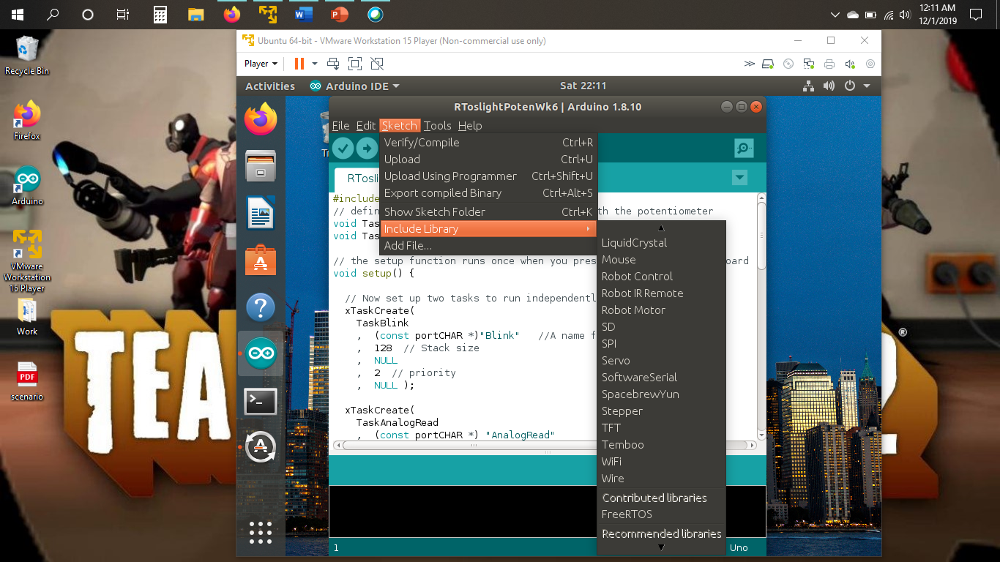 12:11 AM
12/1/2019
Recycle Bin
Firefox
Arduino
VMware
Workstation
15 Player
Work
PDF
scenario
TEA
2®
Ubuntu 64-bit - VMware Workstation 15 Player (Non-commercial use only)
Player
Activities
Arduino IDE
Sat 22:11
RToslightPotenWk6 | Arduino 1.8.10
File Edit Sketch Tools Help
Verify/Compile Ctrl+R
Upload Ctrl+U
Upload Using Programmer Ctrl+Shift+U
Export compiled Binary Ctrl+Alt+S
Show Sketch Folder Ctrl+K
Include Library
Add File...
LiquidCrystal
Mouse
Robot Control
Robot IR Remote
Robot Motor
SD
SPI
Servo
SoftwareSerial
SpacebrewYun
Stepper
TFT
Temboo
WiFi
Wire
Contributed libraries
FreeRTOS
Recommended libraries
RTosli
#include
// defin th the potentiometer
void Tas
void Tas
// the setup function runs once when you pres oard
void setup() {
// Now set up two tasks to run independentl
xTaskCreate(
TaskBlink
, (const portCHAR *)"Blink" //A name f
, 128 // Stack size
, NULL
, 2 // priority
, NULL );
xTaskCreate(
TaskAnalogRead
, (const portCHAR *) "AnalogRead"
1
Uno